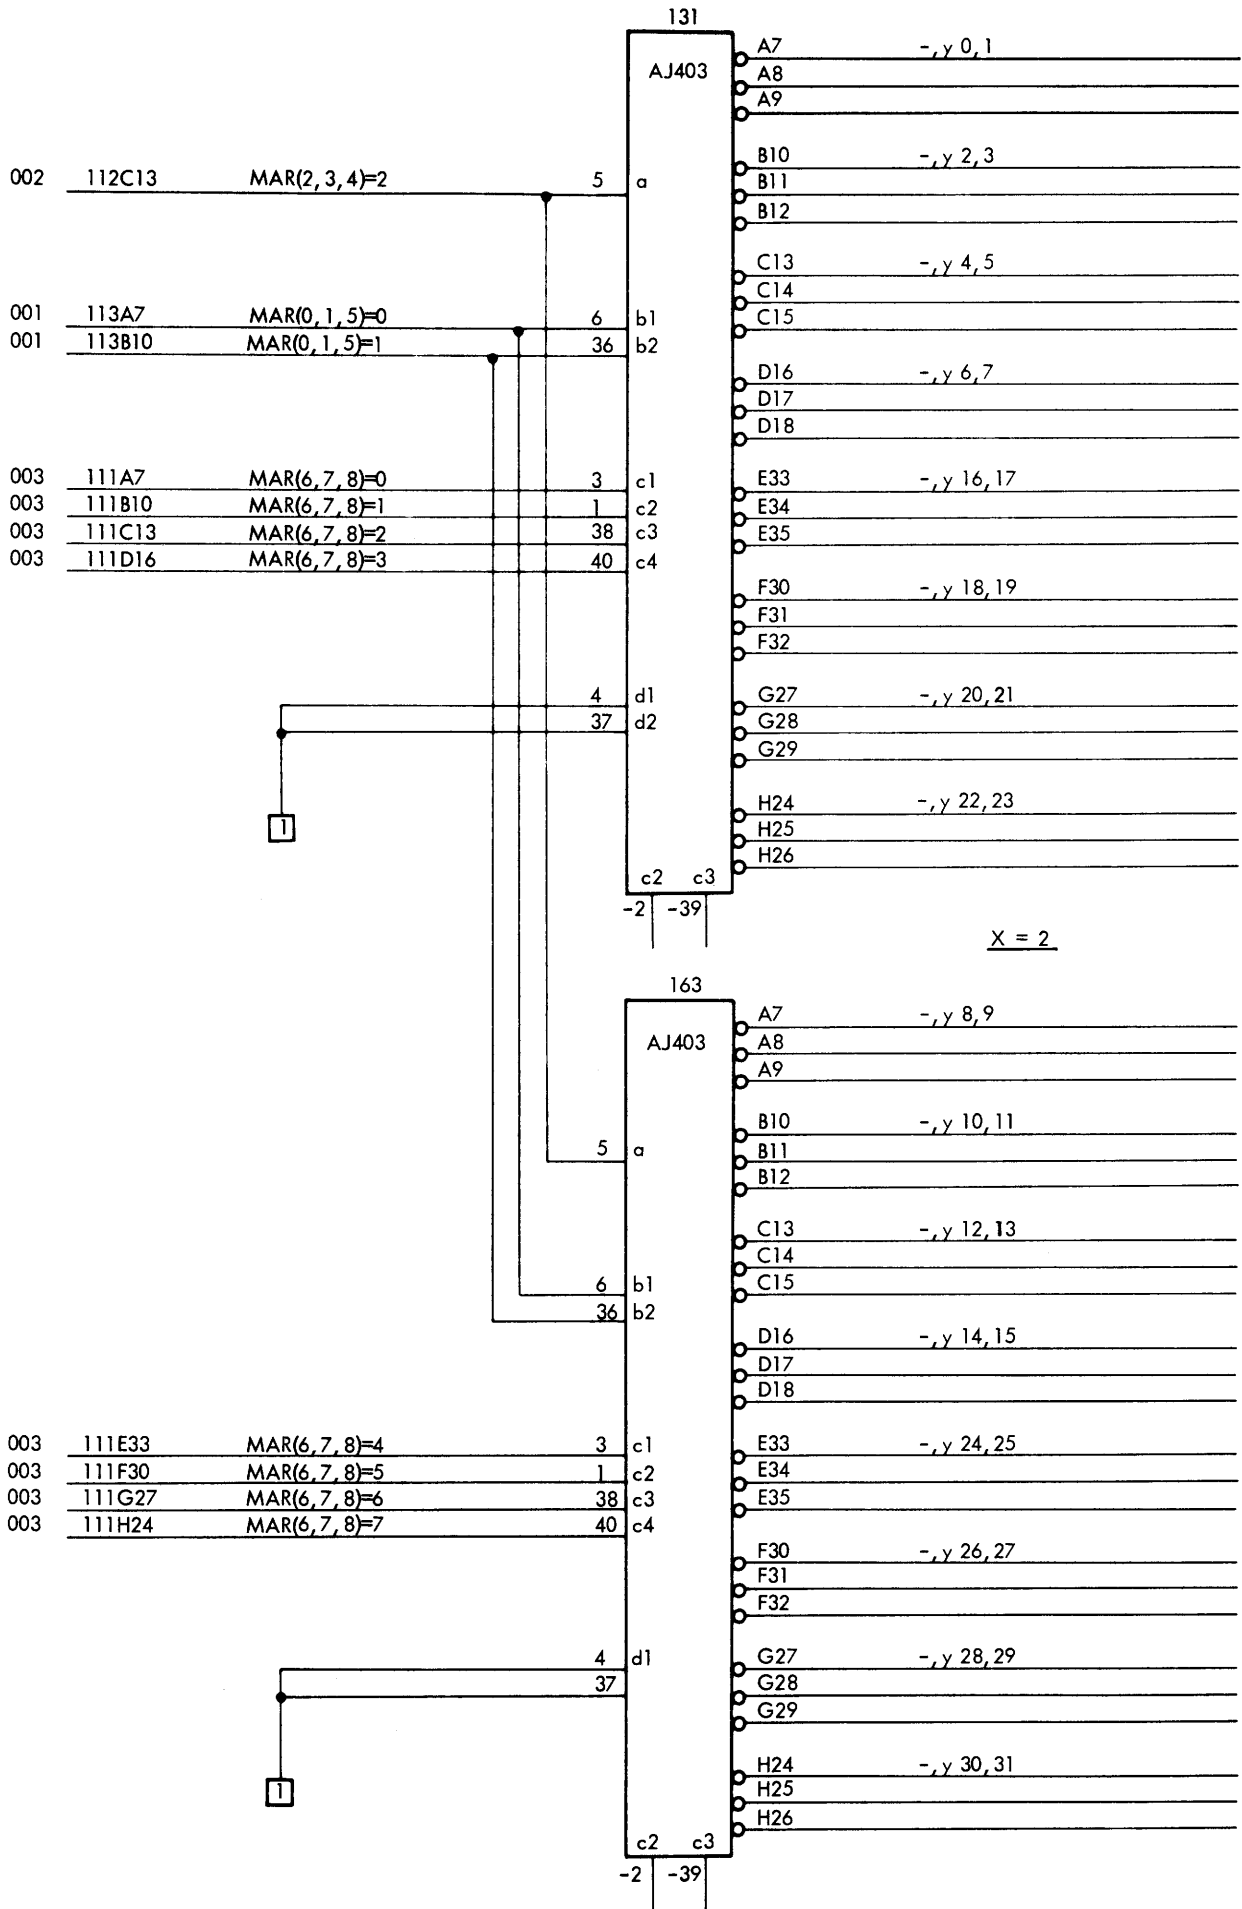 131
AJ403
A7 -, y 0, 1
A8
A9
B10 -, y 2, 3
B11
B12
002 112C13 MAR(2, 3, 4)=2 5 a
C13 -, y 4, 5
C14
C15
001 113A7 MAR(0, 1, 5)=0 6 b1
001 113B10 MAR(0, 1, 5)=1 36 b2
D16 -, y 6, 7
D17
D18
003 111A7 MAR(6, 7, 8)=0 3 c1
003 111B10 MAR(6, 7, 8)=1 1 c2
003 111C13 MAR(6, 7, 8)=2 38 c3
003 111D16 MAR(6, 7, 8)=3 40 c4
E33 -, y 16, 17
E34
E35
F30 -, y 18, 19
F31
F32
4 d1
37 d2
1
G27 -, y 20, 21
G28
G29
H24 -, y 22, 23
H25
H26
c2 c3
-2 -39
X = 2
163
AJ403
A7 -, y 8, 9
A8
A9
B10 -, y 10, 11
B11
B12
5 a
C13 -, y 12, 13
C14
C15
6 b1
36 b2
D16 -, y 14, 15
D17
D18
003 111E33 MAR(6, 7, 8)=4 3 c1
003 111F30 MAR(6, 7, 8)=5 1 c2
003 111G27 MAR(6, 7, 8)=6 38 c3
003 111H24 MAR(6, 7, 8)=7 40 c4
E33 -, y 24, 25
E34
E35
F30 -, y 26, 27
F31
F32
4 d1
37
1
G27 -, y 28, 29
G28
G29
H24 -, y 30, 31
H25
H26
c2 c3
-2 -39